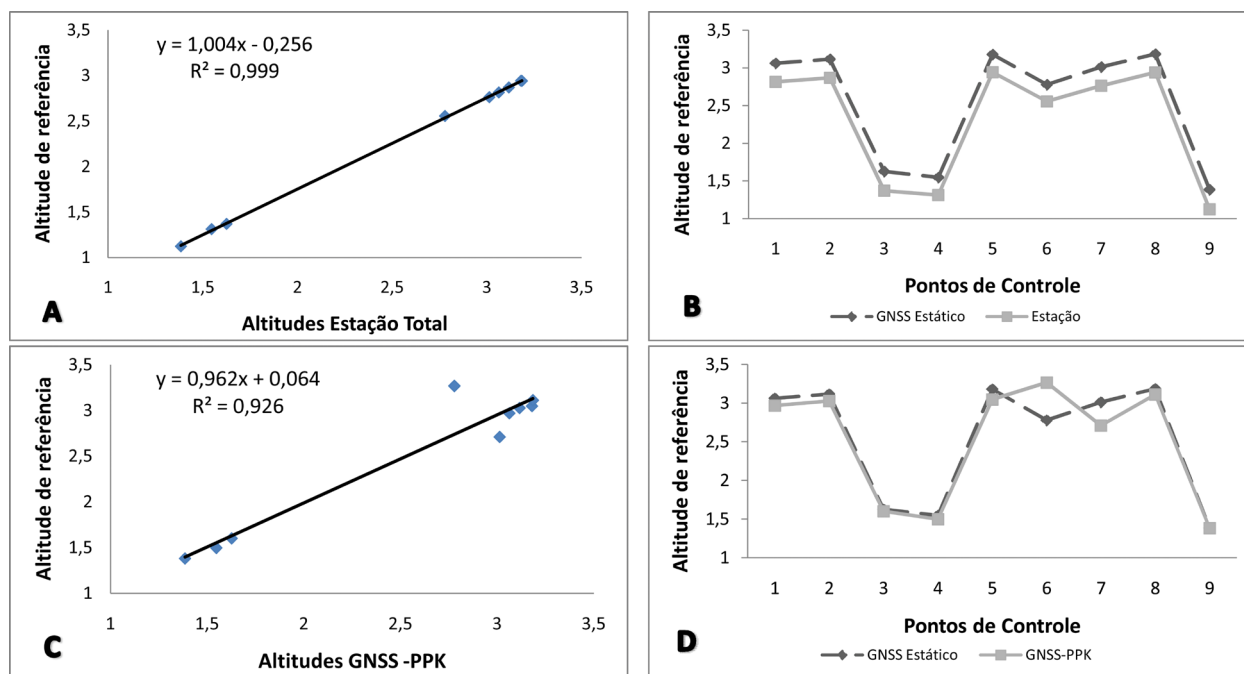 y = 1,004x - 0,256
R² = 0,999
Altitude de referência
3,5
3
2,5
2
1,5
1
1 1,5 2 2,5 3 3,5
Altitudes Estação Total
A
Altitude de referência
3,5
3
2,5
2
1,5
1
1 2 3 4 5 6 7 8 9
Pontos de Controle
GNSS Estático Estação
B
y = 0,962x + 0,064
R² = 0,926
Altitude de referência
3,5
3
2,5
2
1,5
1
1 1,5 2 2,5 3 3,5
Altitudes GNSS -PPK
C
Altitude de referência
3,5
3
2,5
2
1,5
1
1 2 3 4 5 6 7 8 9
Pontos de Controle
GNSS Estático GNSS-PPK
D